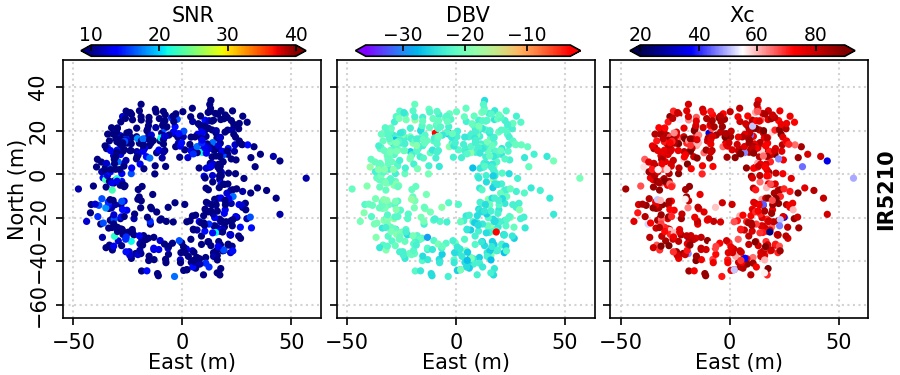 SNR DBV Xc
10 20 30 40 −30 −20 −10 20 40 60 80
40
20
0
−20
−40
−60
North (m)
IR5210
−50 0 50 −50 0 50 −50 0 50
East (m) East (m) East (m)